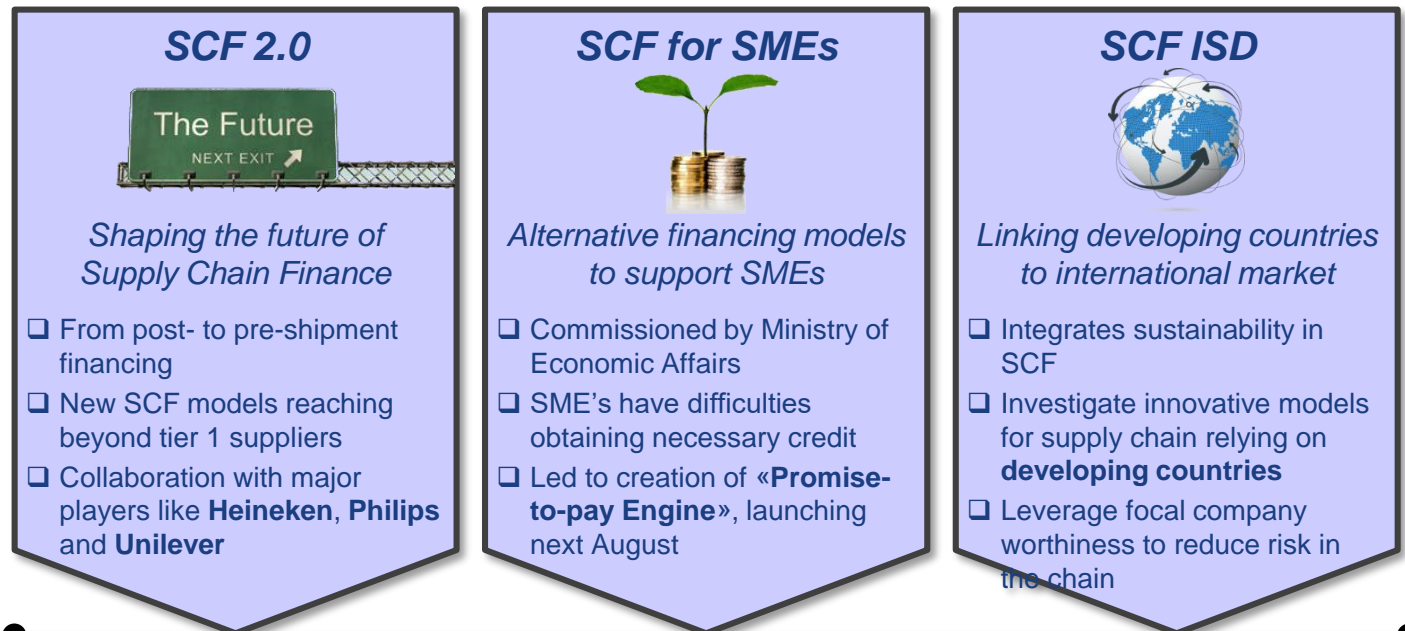 SCF 2.0
The Future
NEXT EXIT
Shaping the future of
Supply Chain Finance
❑ From post- to pre-shipment
financing
❑ New SCF models reaching
beyond tier 1 suppliers
❑ Collaboration with major
players like Heineken, Philips
and Unilever
SCF for SMEs
Alternative financing models
to support SMEs
❑ Commissioned by Ministry of
Economic Affairs
❑ SME’s have difficulties
obtaining necessary credit
❑ Led to creation of «Promise-
to-pay Engine», launching
next August
SCF ISD
Linking developing countries
to international market
❑ Integrates sustainability in
SCF
❑ Investigate innovative models
for supply chain relying on
developing countries
❑ Leverage focal company
worthiness to reduce risk in
the chain